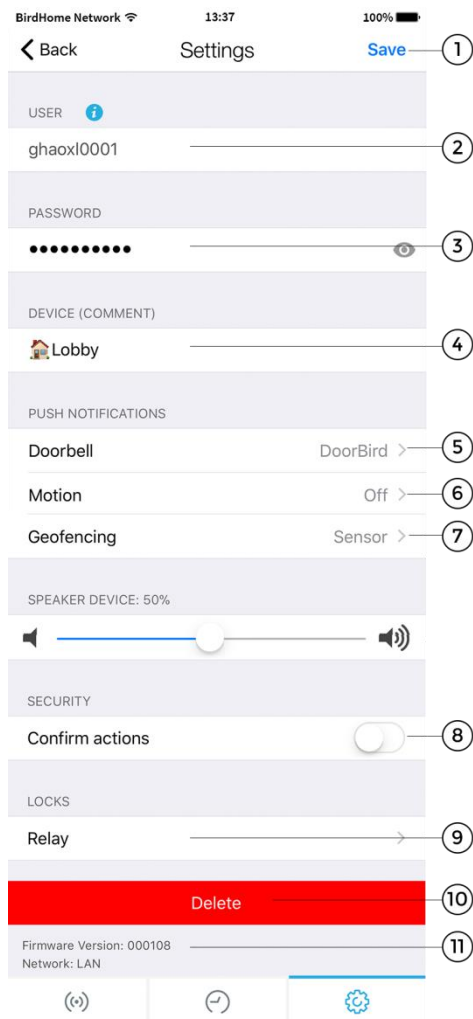 BirdHome Network 13:37 100%
Back Settings Save 1
USER
ghaoxl0001 2
PASSWORD
●●●●●●●●●● 3
DEVICE (COMMENT)
🏠Lobby 4
PUSH NOTIFICATIONS
Doorbell DoorBird > 5
Motion Off > 6
Geofencing Sensor > 7
SPEAKER DEVICE: 50%
SECURITY
Confirm actions 8
LOCKS
Relay > 9
Delete 10
Firmware Version: 000108 11
Network: LAN